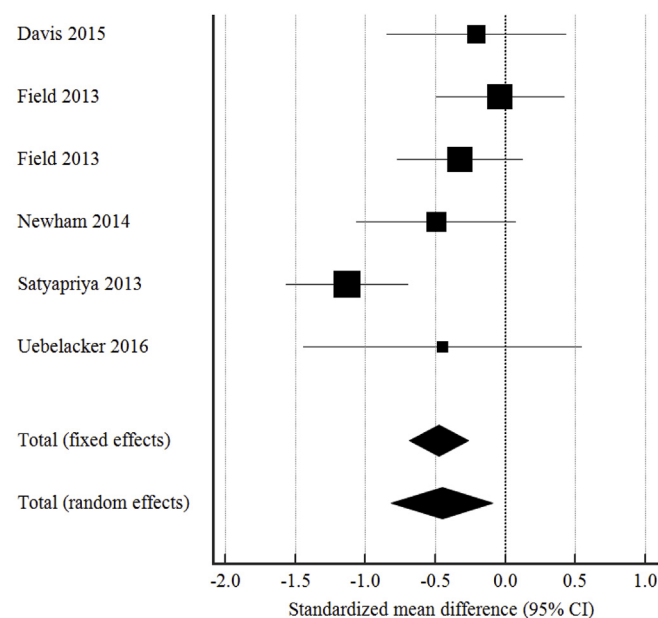 Davis 2015
Field 2013
Field 2013
Newham 2014
Satyapriya 2013
Uebelacker 2016
Total (fixed effects)
Total (random effects)
-2.0 -1.5 -1.0 -0.5 0.0 0.5 1.0
Standardized mean difference (95% CI)